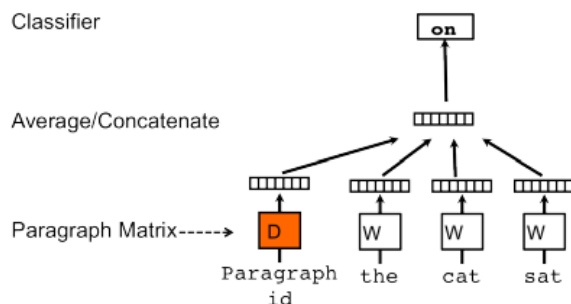 Classifier
on
Average/Concatenate
Paragraph Matrix
D W W W
Paragraph the cat sat
id